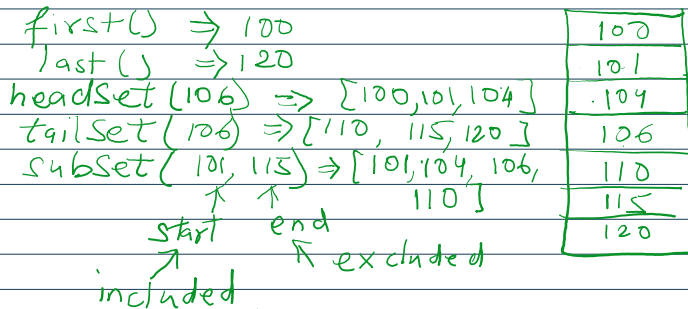 first() => 100
last() => 120
headSet(106) => [100,101,104]
tailSet(106) => [110, 115, 120]
subSet(101, 115) => [101, 104, 106,
110]
start end
included excluded
100
101
104
106
110
115
120